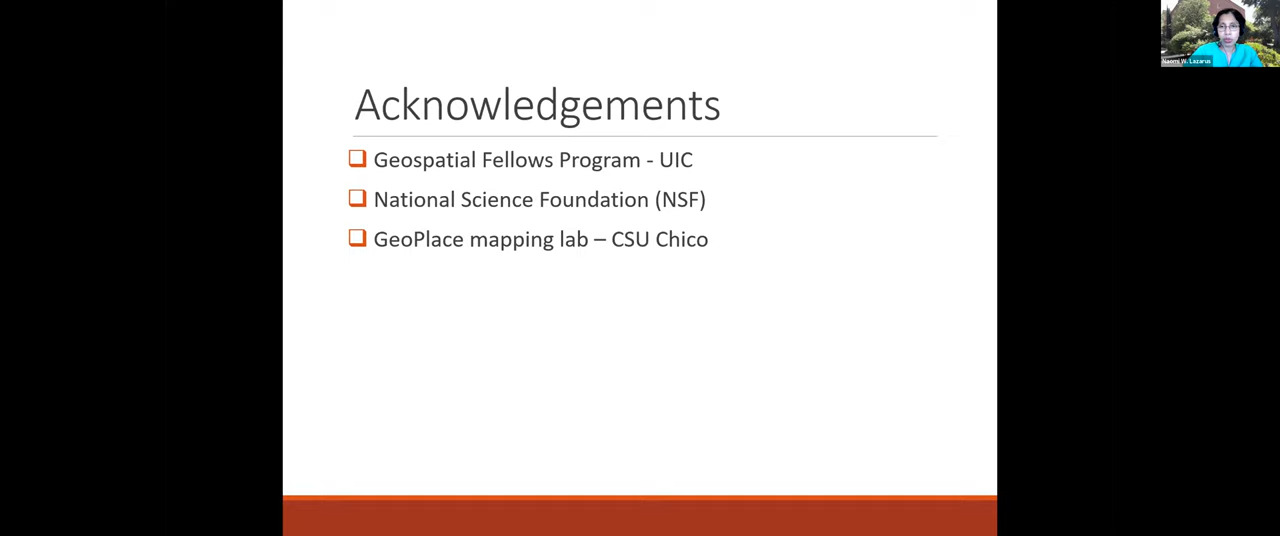 Naomi W. Lazarus
Acknowledgements
Geospatial Fellows Program - UIC
National Science Foundation (NSF)
GeoPlace mapping lab – CSU Chico